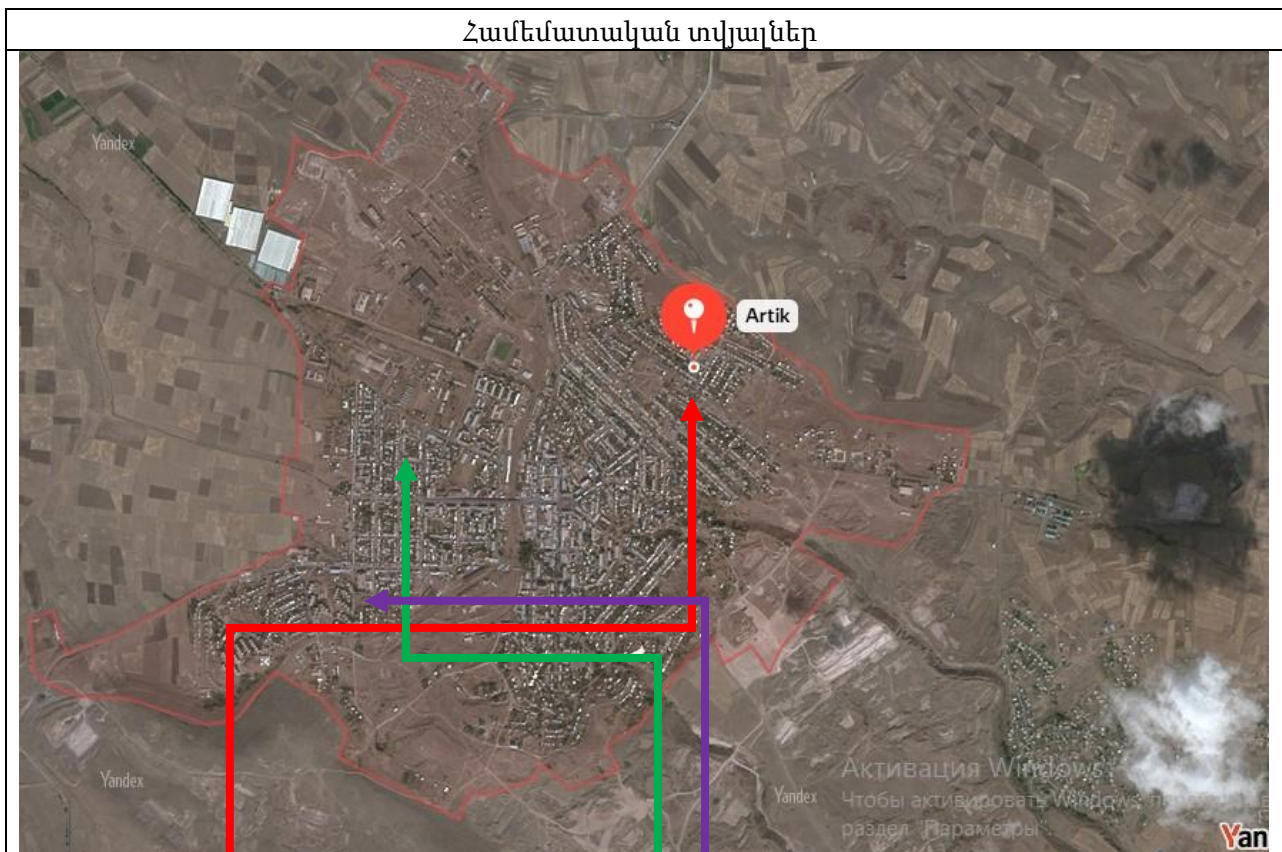 Համեմատական տվյալներ
Yandex
Artik
Yandex
Yandex
Активация Windows
Чтобы активировать Windows,
раздел "Параметры".
Yan